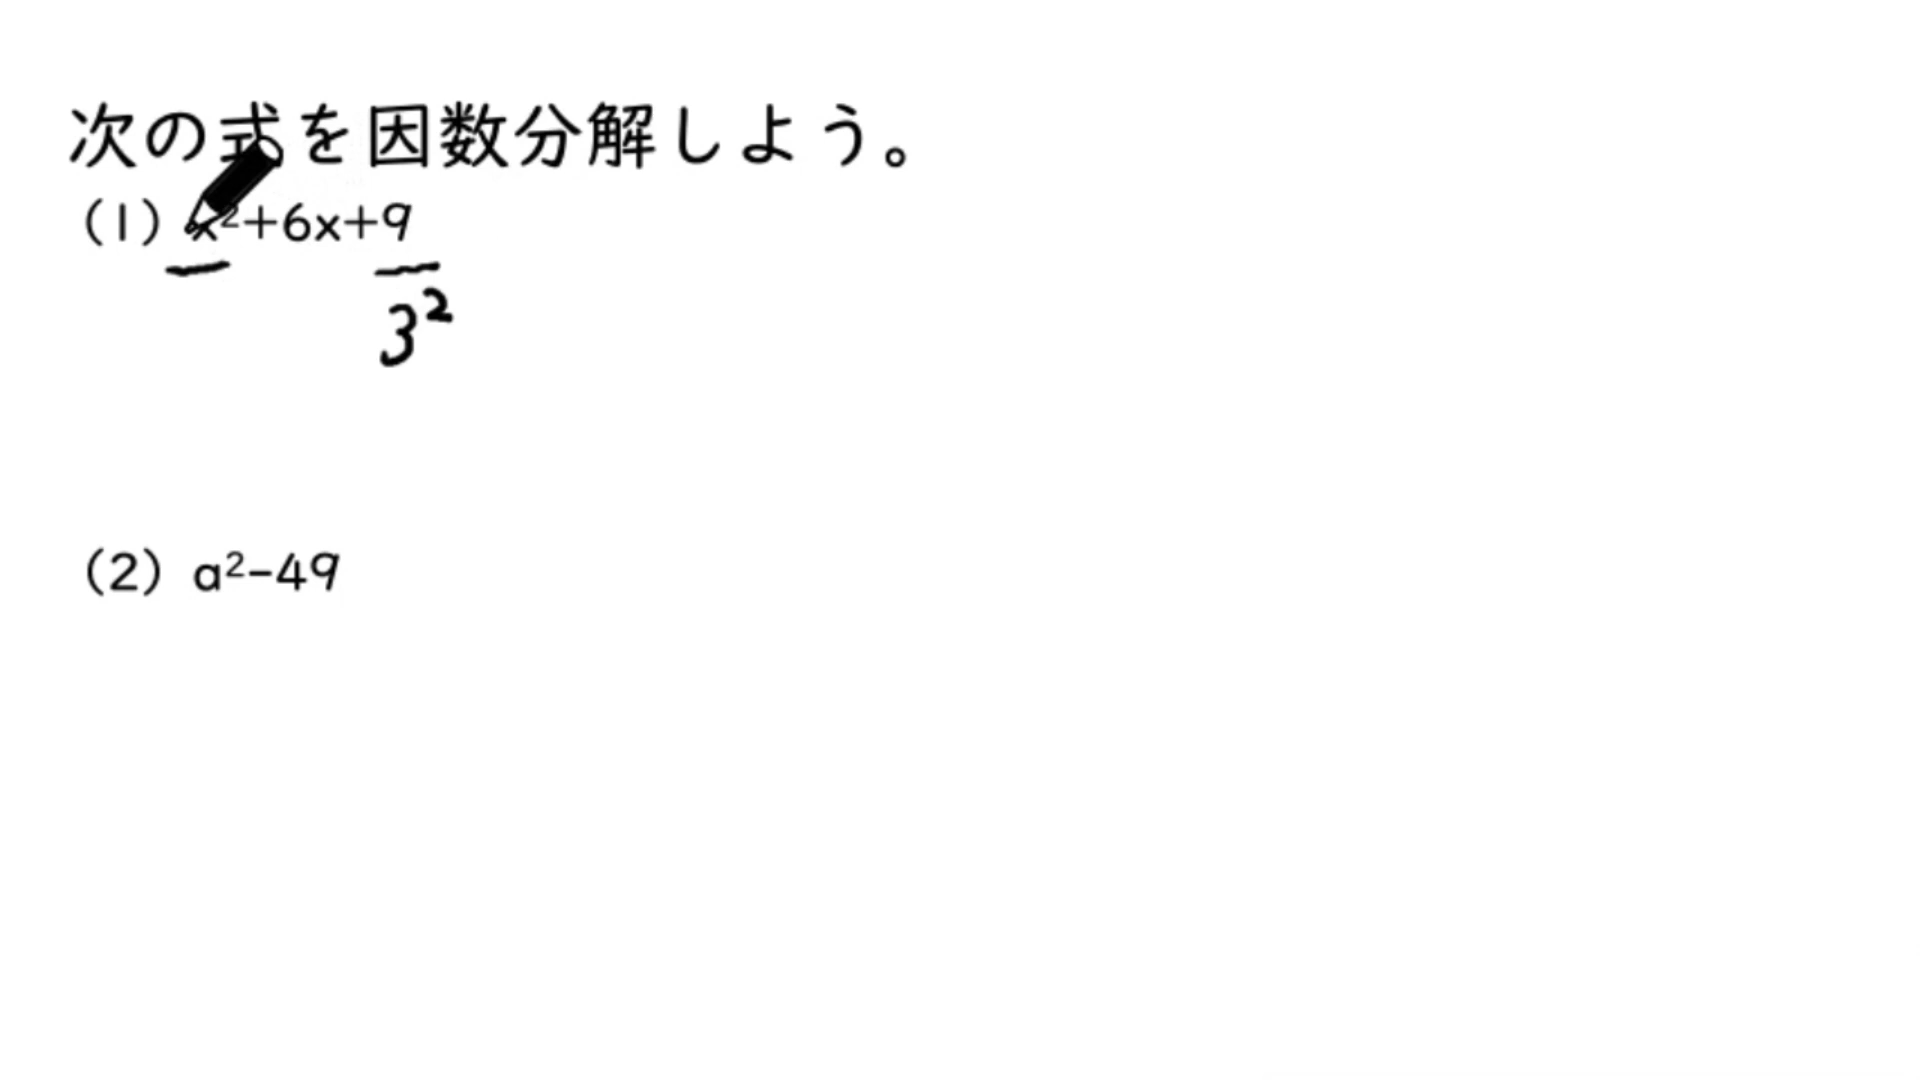 次の式を因数分解しよう。
(1) x²+6x+9
3²
(2) a²-49